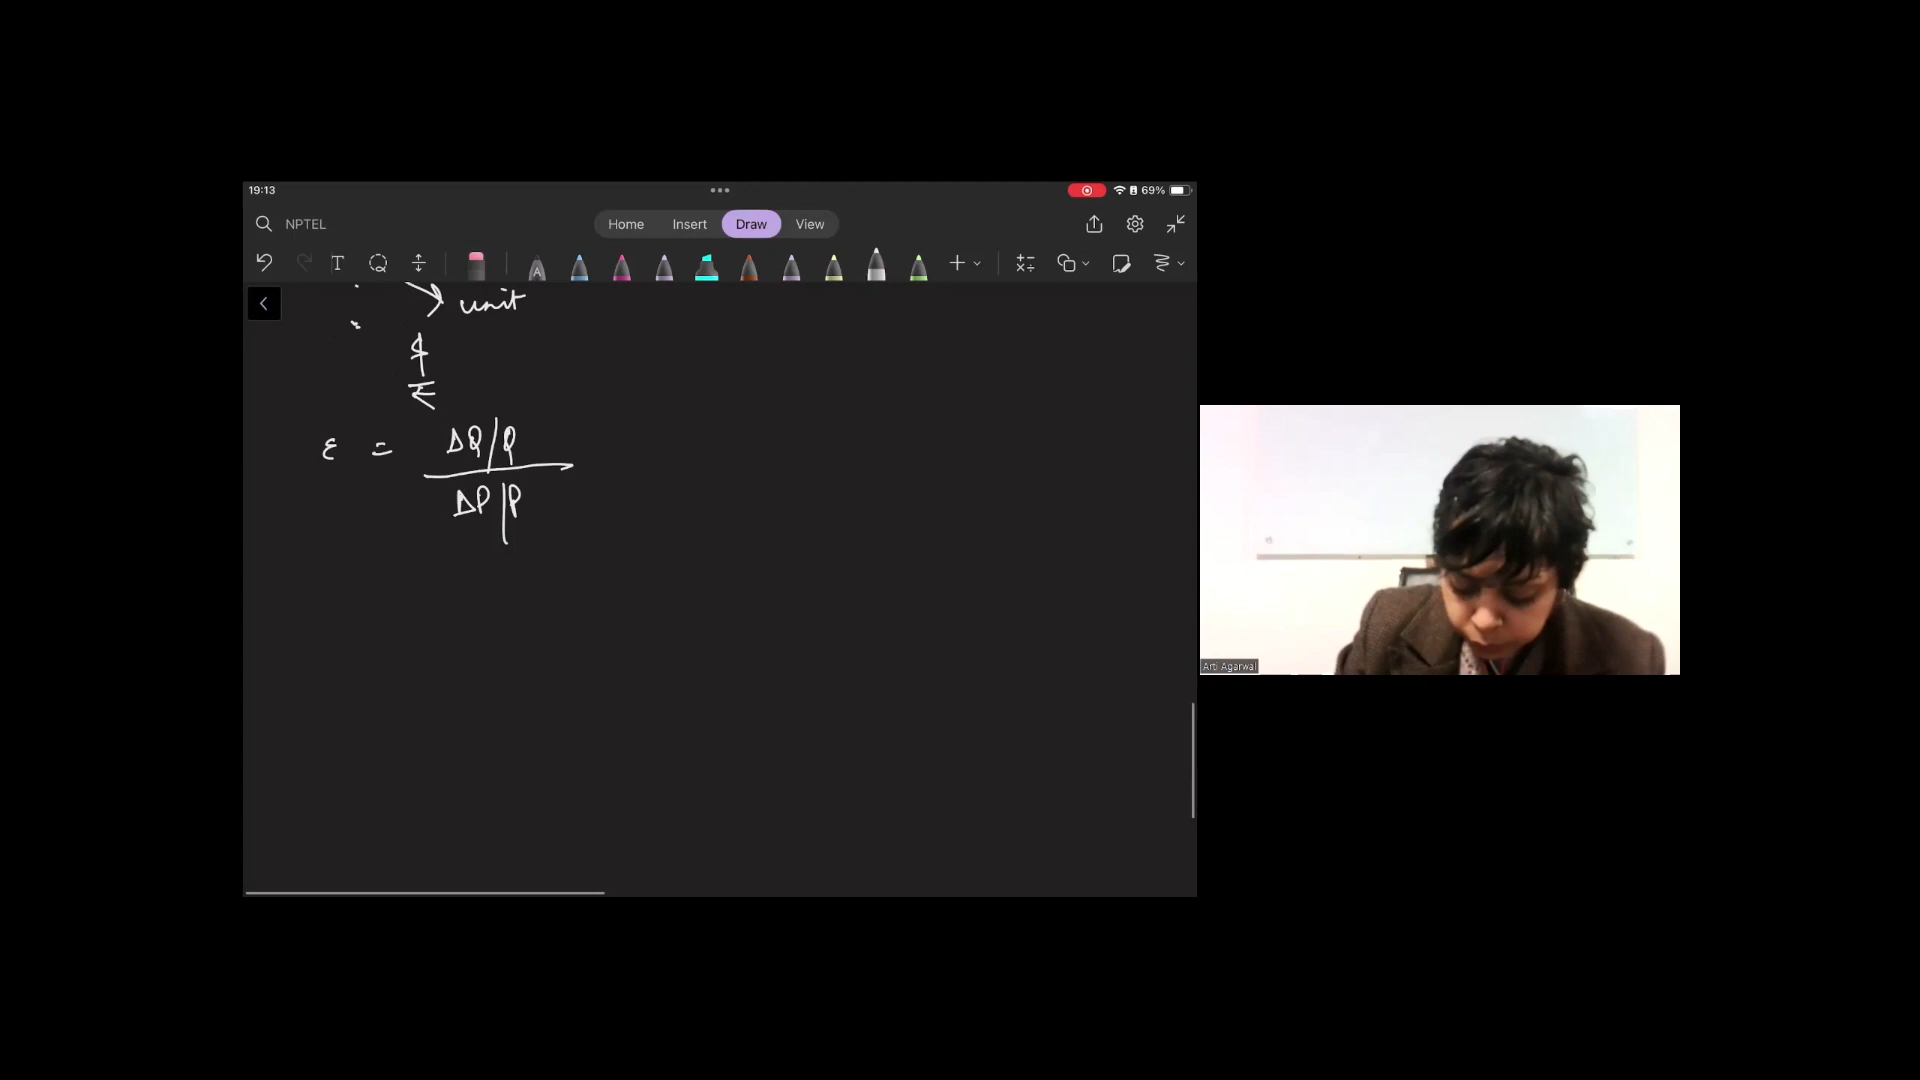 19:13
69%
NPTEL
Home Insert Draw View
T
A
unit
$
₹
ε = ΔQ/Q
ΔP/P
Arti Agarwal